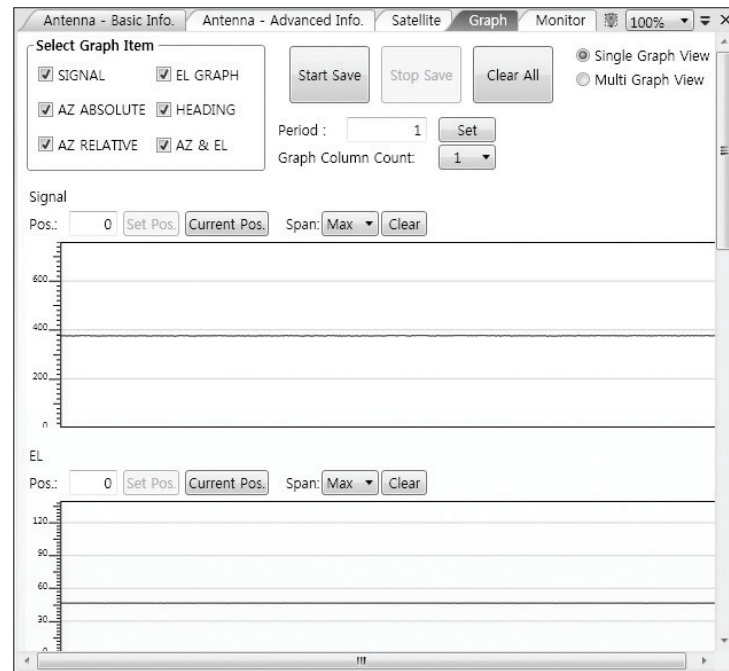 Antenna - Basic Info. Antenna - Advanced Info. Satellite Graph Monitor 100%
Select Graph Item
SIGNAL EL GRAPH
AZ ABSOLUTE HEADING
AZ RELATIVE AZ & EL
Start Save Stop Save Clear All
Single Graph View
Multi Graph View
Period : 1 Set
Graph Column Count: 1
Signal
Pos.: 0 Set Pos. Current Pos. Span: Max Clear
600
400
200
0
EL
Pos.: 0 Set Pos. Current Pos. Span: Max Clear
120
90
60
30
0